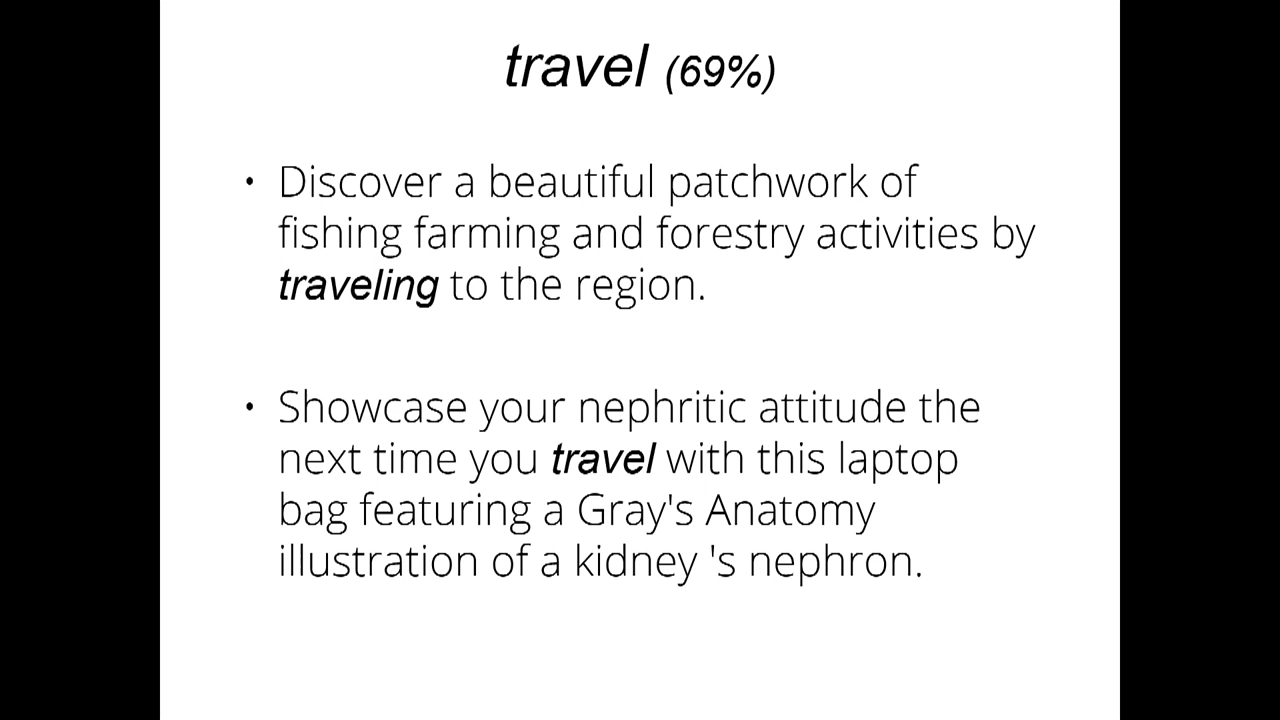 travel (69%)
• Discover a beautiful patchwork of
fishing farming and forestry activities by
traveling to the region.
• Showcase your nephritic attitude the
next time you travel with this laptop
bag featuring a Gray's Anatomy
illustration of a kidney 's nephron.